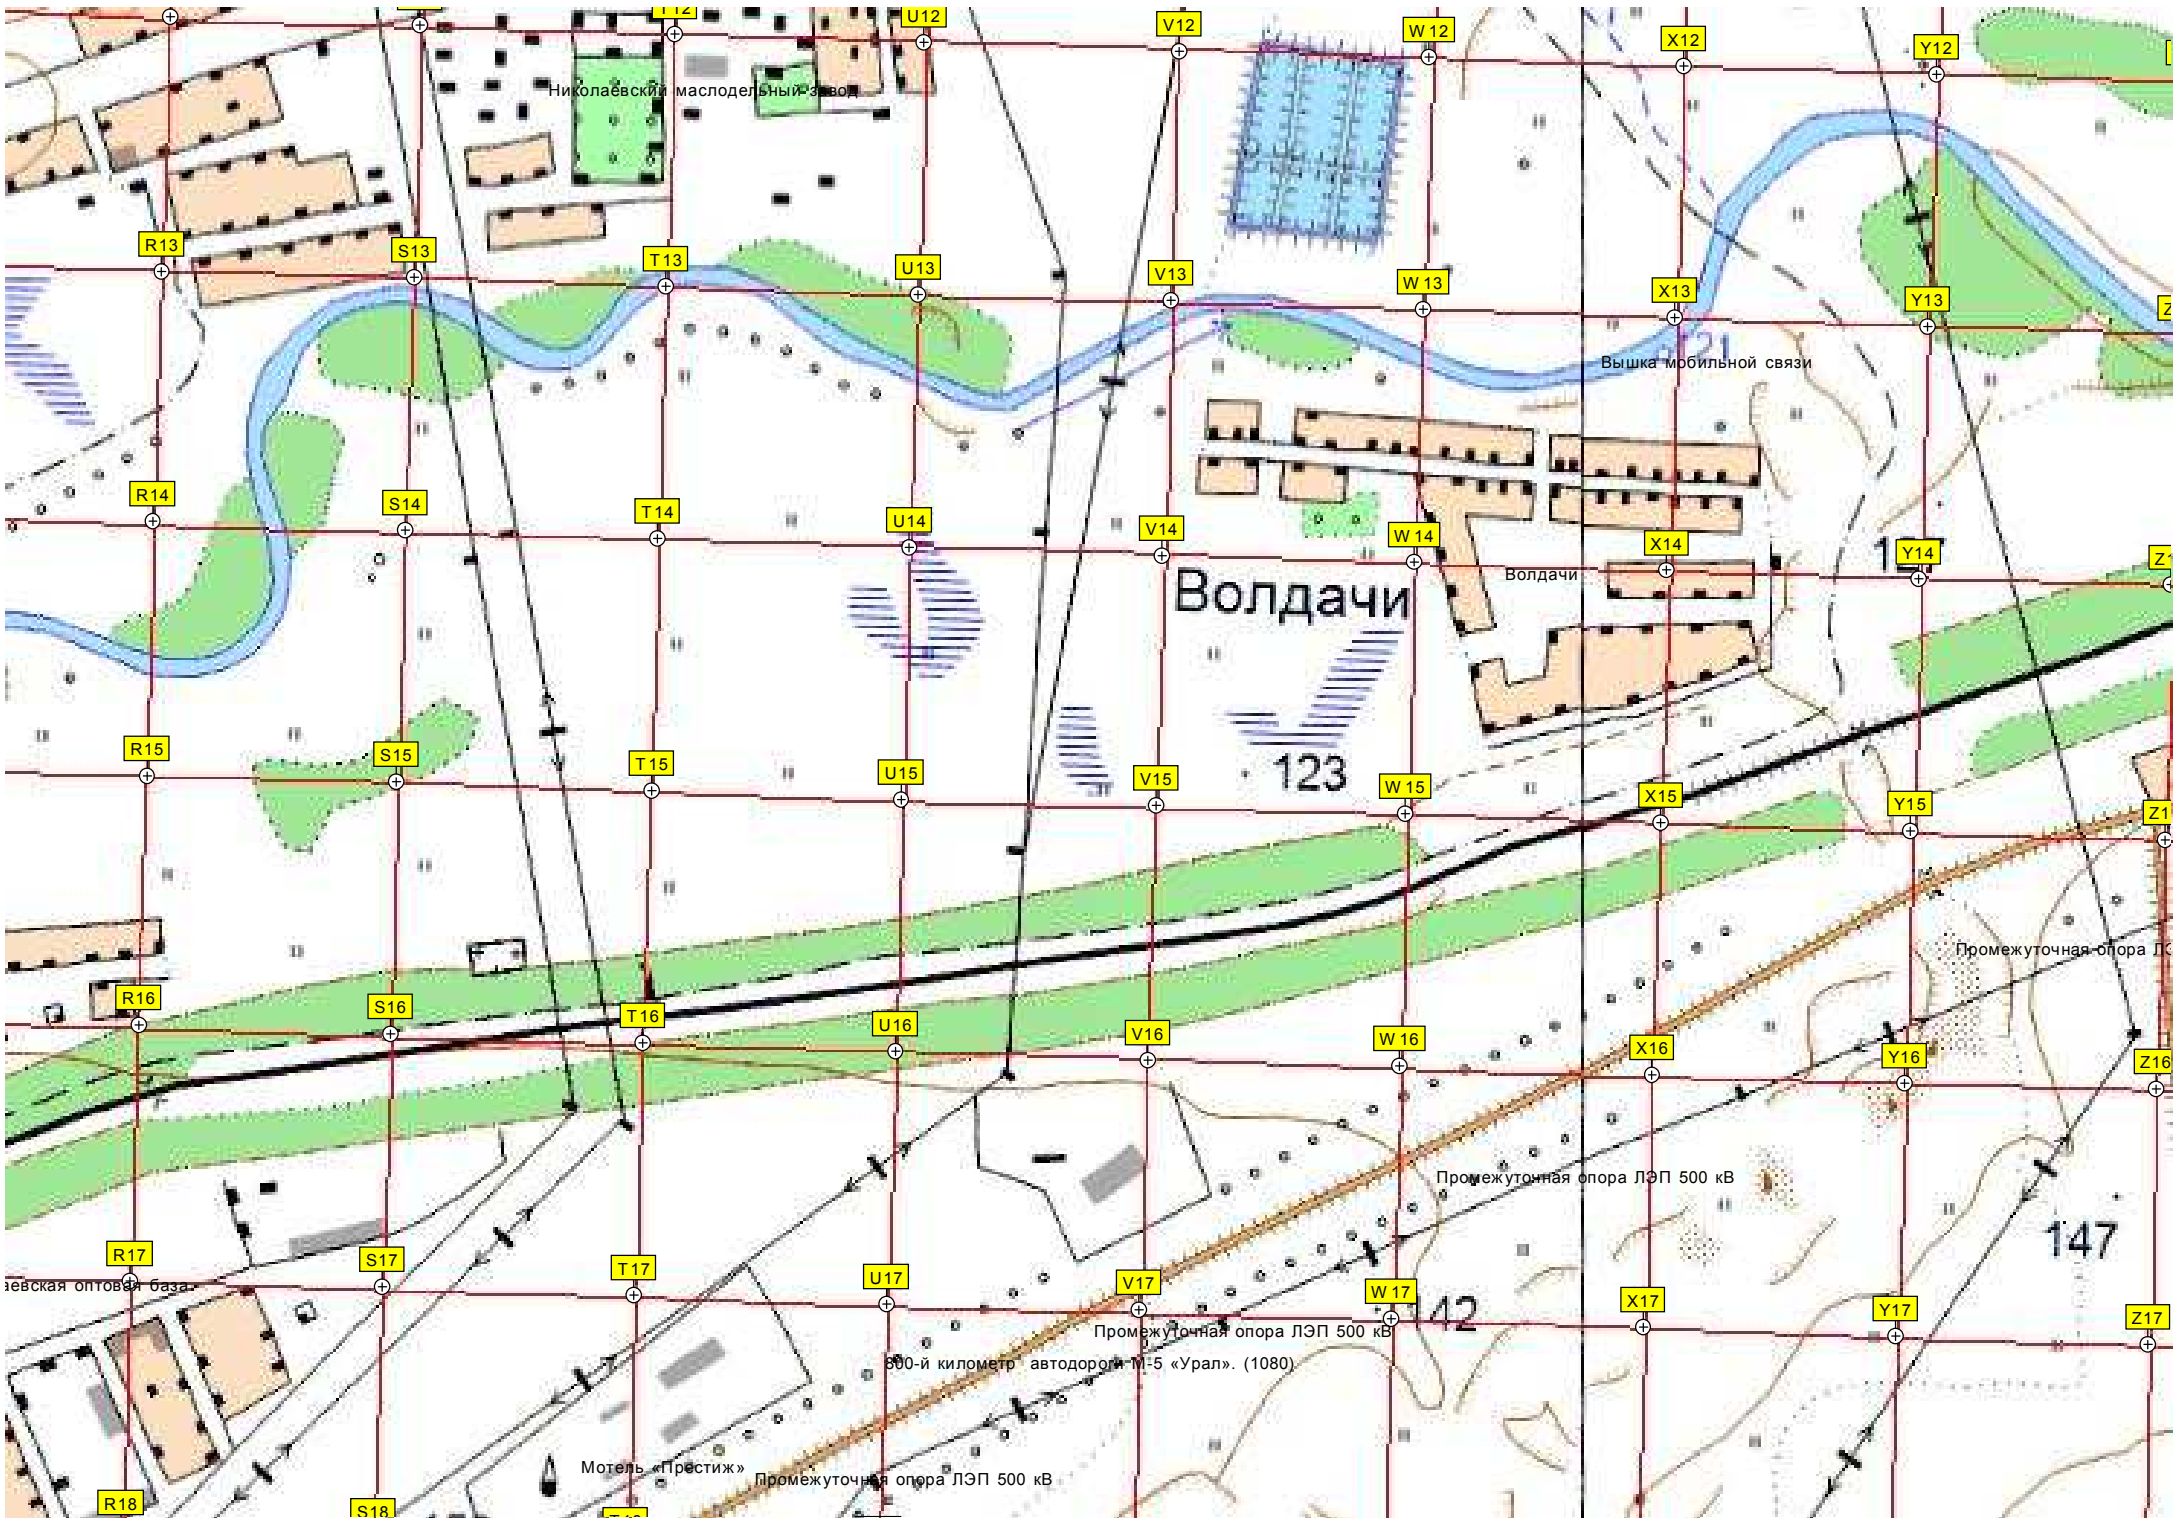 T12
U12
V12
W12
X12
Y12
Николаевский маслодельный завод
R13
S13
T13
U13
V13
W13
X13
Y13
Вышка мобильной связи
R14
S14
T14
U14
V14
W14
X14
Y14
Волдачи
Волдачи
R15
S15
T15
U15
V15
W15
X15
Y15
123
Промежуточная опора
R16
S16
T16
U16
V16
W16
X16
Y16
Z16
Промежуточная опора ЛЭП 500 кВ
147
R17
S17
T17
U17
V17
W17
X17
Y17
Z17
аевская оптовая база
142
Промежуточная опора ЛЭП 500 кВ
800-й километр автодороги М-5 «Урал». (1080)
Мотель «Престиж»
Промежуточная опора ЛЭП 500 кВ
R18
S18